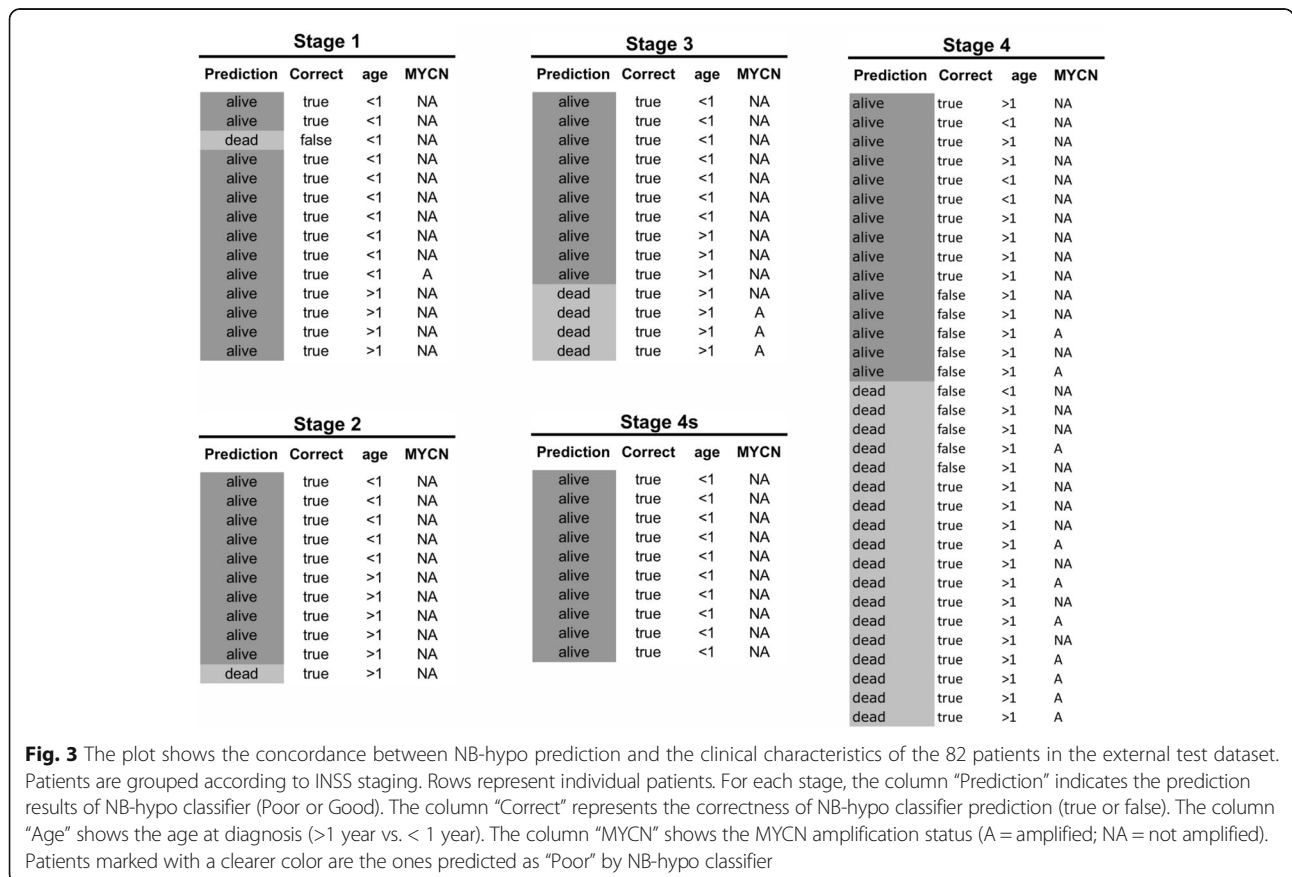 Stage 1
Prediction Correct age MYCN
alive true <1 NA
alive true <1 NA
dead false <1 NA
alive true <1 NA
alive true <1 NA
alive true <1 NA
alive true <1 NA
alive true <1 NA
alive true <1 NA
alive true <1 A
alive true >1 NA
alive true >1 NA
alive true >1 NA
alive true >1 NA
Stage 2
Prediction Correct age MYCN
alive true <1 NA
alive true <1 NA
alive true <1 NA
alive true <1 NA
alive true <1 NA
alive true >1 NA
alive true >1 NA
alive true >1 NA
alive true >1 NA
alive true >1 NA
dead true >1 NA
Stage 3
Prediction Correct age MYCN
alive true <1 NA
alive true <1 NA
alive true <1 NA
alive true <1 NA
alive true <1 NA
alive true <1 NA
alive true <1 NA
alive true >1 NA
alive true >1 NA
alive true >1 NA
dead true >1 NA
dead true >1 A
dead true >1 A
dead true >1 A
Stage 4s
Prediction Correct age MYCN
alive true <1 NA
alive true <1 NA
alive true <1 NA
alive true <1 NA
alive true <1 NA
alive true <1 NA
alive true <1 NA
alive true <1 NA
alive true <1 NA
alive true <1 NA
Stage 4
Prediction Correct age MYCN
alive true >1 NA
alive true <1 NA
alive true >1 NA
alive true >1 NA
alive true <1 NA
alive true <1 NA
alive true >1 NA
alive true >1 NA
alive true >1 NA
alive true >1 NA
alive false >1 NA
alive false >1 NA
alive false >1 A
alive false >1 NA
alive false >1 A
dead false <1 NA
dead false >1 NA
dead false >1 NA
dead false >1 A
dead false >1 NA
dead true >1 NA
dead true >1 NA
dead true >1 NA
dead true >1 A
dead true >1 NA
dead true >1 A
dead true >1 NA
dead true >1 A
dead true >1 NA
dead true >1 A
dead true >1 A
dead true >1 A
dead true >1 A
Fig. 3 The plot shows the concordance between NB-hypo prediction and the clinical characteristics of the 82 patients in the external test dataset.
Patients are grouped according to INSS staging. Rows represent individual patients. For each stage, the column “Prediction” indicates the prediction
results of NB-hypo classifier (Poor or Good). The column “Correct” represents the correctness of NB-hypo classifier prediction (true or false). The column
“Age” shows the age at diagnosis (>1 year vs. < 1 year). The column “MYCN” shows the MYCN amplification status (A = amplified; NA = not amplified).
Patients marked with a clearer color are the ones predicted as “Poor” by NB-hypo classifier